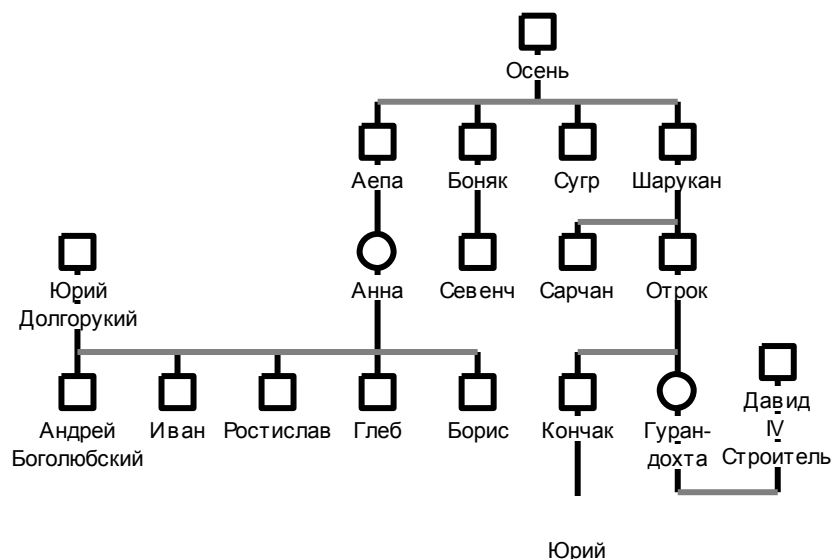 Осень
Аепа Боняк Сугр Шарукан
Юрий
Долгорукий
Анна Севенч Сарчан Отрок
Андрей
Боголюбский
Иван Ростислав Глеб Борис Кончак Гуран-
дохта
Давид
IV
Строитель
Юрий